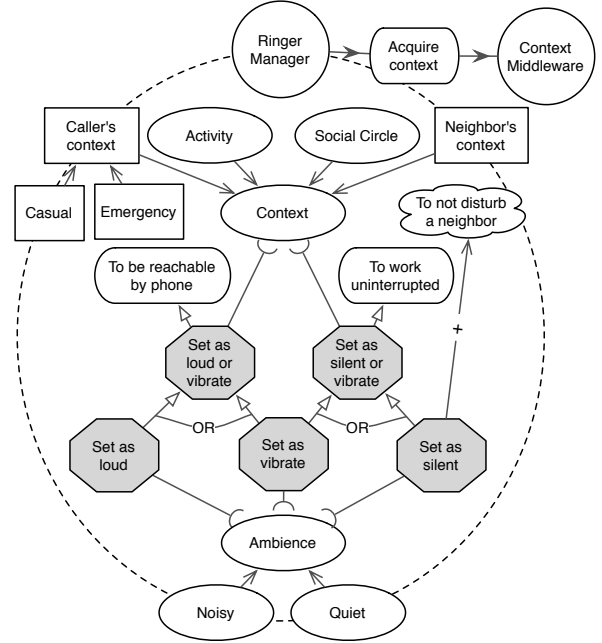 Ringer
Manager
Acquire
context
Context
Middleware
Caller's
context
Activity
Social Circle
Neighbor's
context
Casual
Emergency
Context
To not disturb
a neighbor
To be reachable
by phone
To work
uninterrupted
Set as
loud or
vibrate
Set as
silent or
vibrate
+
OR
OR
Set as
loud
Set as
vibrate
Set as
silent
Ambience
Noisy
Quiet